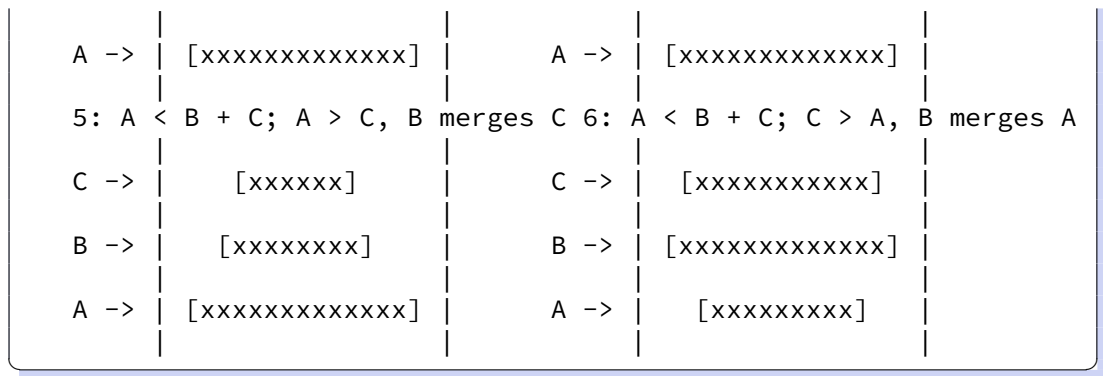 | | | |
A -> | [xxxxxxxxxxxxx] | A -> | [xxxxxxxxxxxxx] |
| | | |
5: A < B + C; A > C, B merges C 6: A < B + C; C > A, B merges A
| | | |
C -> | [xxxxxx] | C -> | [xxxxxxxxxxx] |
| | | |
B -> | [xxxxxxxx] | B -> | [xxxxxxxxxxxxx] |
| | | |
A -> | [xxxxxxxxxxxxx] | A -> | [xxxxxxxxx] |
| | | |